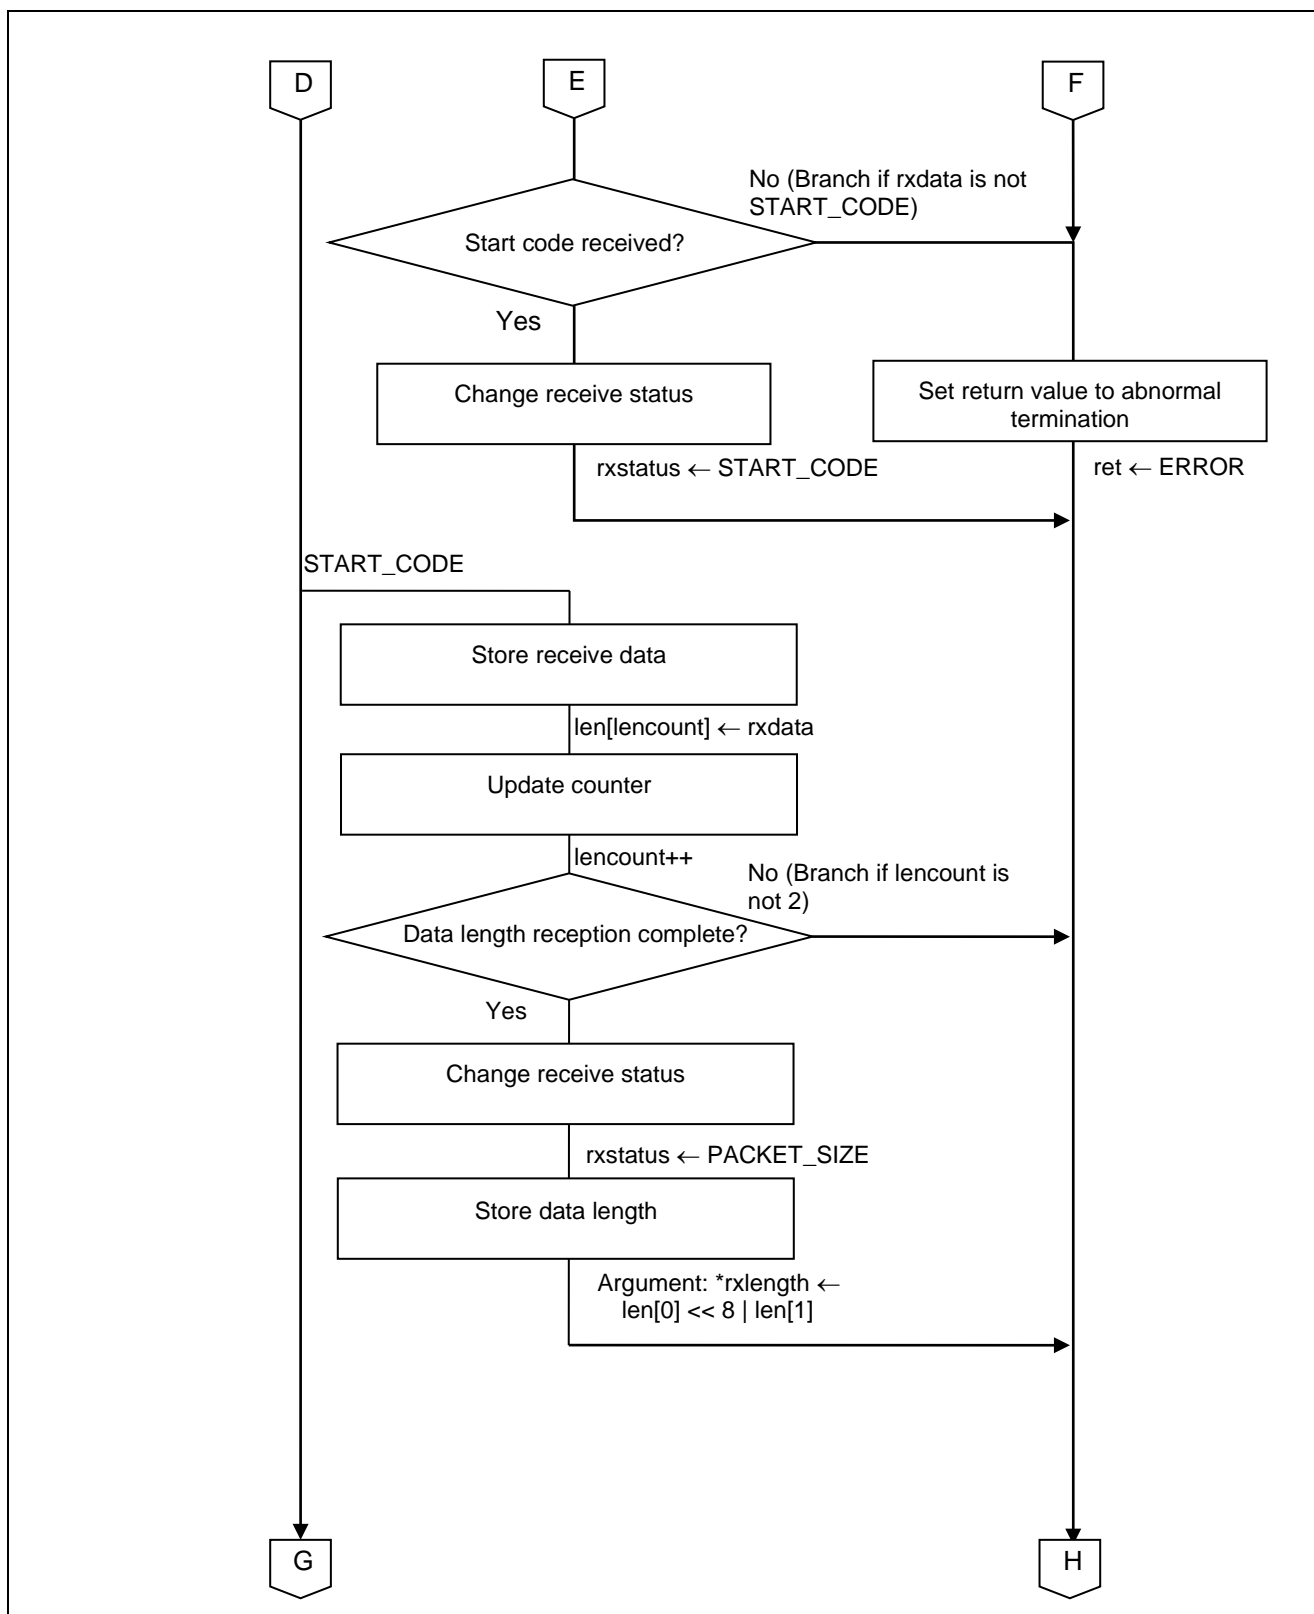 D
E
F
No (Branch if rxdata is not
START_CODE)
Start code received?
Yes
Change receive status
Set return value to abnormal
termination
rxstatus ← START_CODE
ret ← ERROR
START_CODE
Store receive data
len[lencount] ← rxdata
Update counter
lencount++
No (Branch if lencount is
not 2)
Data length reception complete?
Yes
Change receive status
rxstatus ← PACKET_SIZE
Store data length
Argument: *rxlength ←
len[0] << 8 | len[1]
G
H